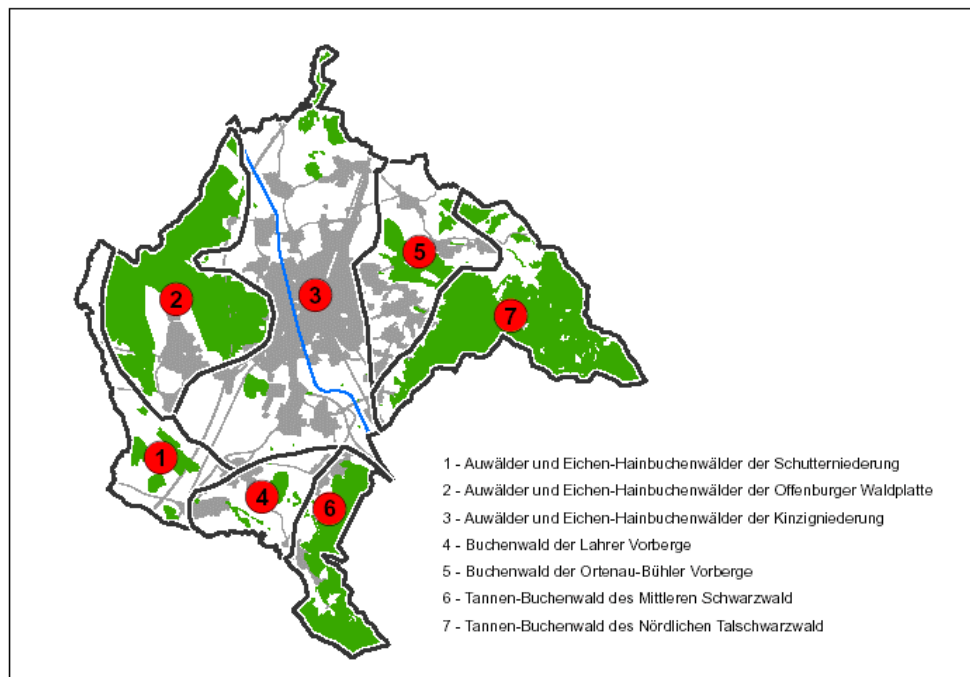 2
3
5
7
1
4
6
1 - Auwälder und Eichen-Hainbuchenwälder der Schutterniederung
2 - Auwälder und Eichen-Hainbuchenwälder der Offenburger Waldplatte
3 - Auwälder und Eichen-Hainbuchenwälder der Kinzigniederung
4 - Buchenwald der Lahrer Vorberge
5 - Buchenwald der Ortenau-Bühler Vorberge
6 - Tannen-Buchenwald des Mittleren Schwarzwald
7 - Tannen-Buchenwald des Nördlichen Talschwarzwald